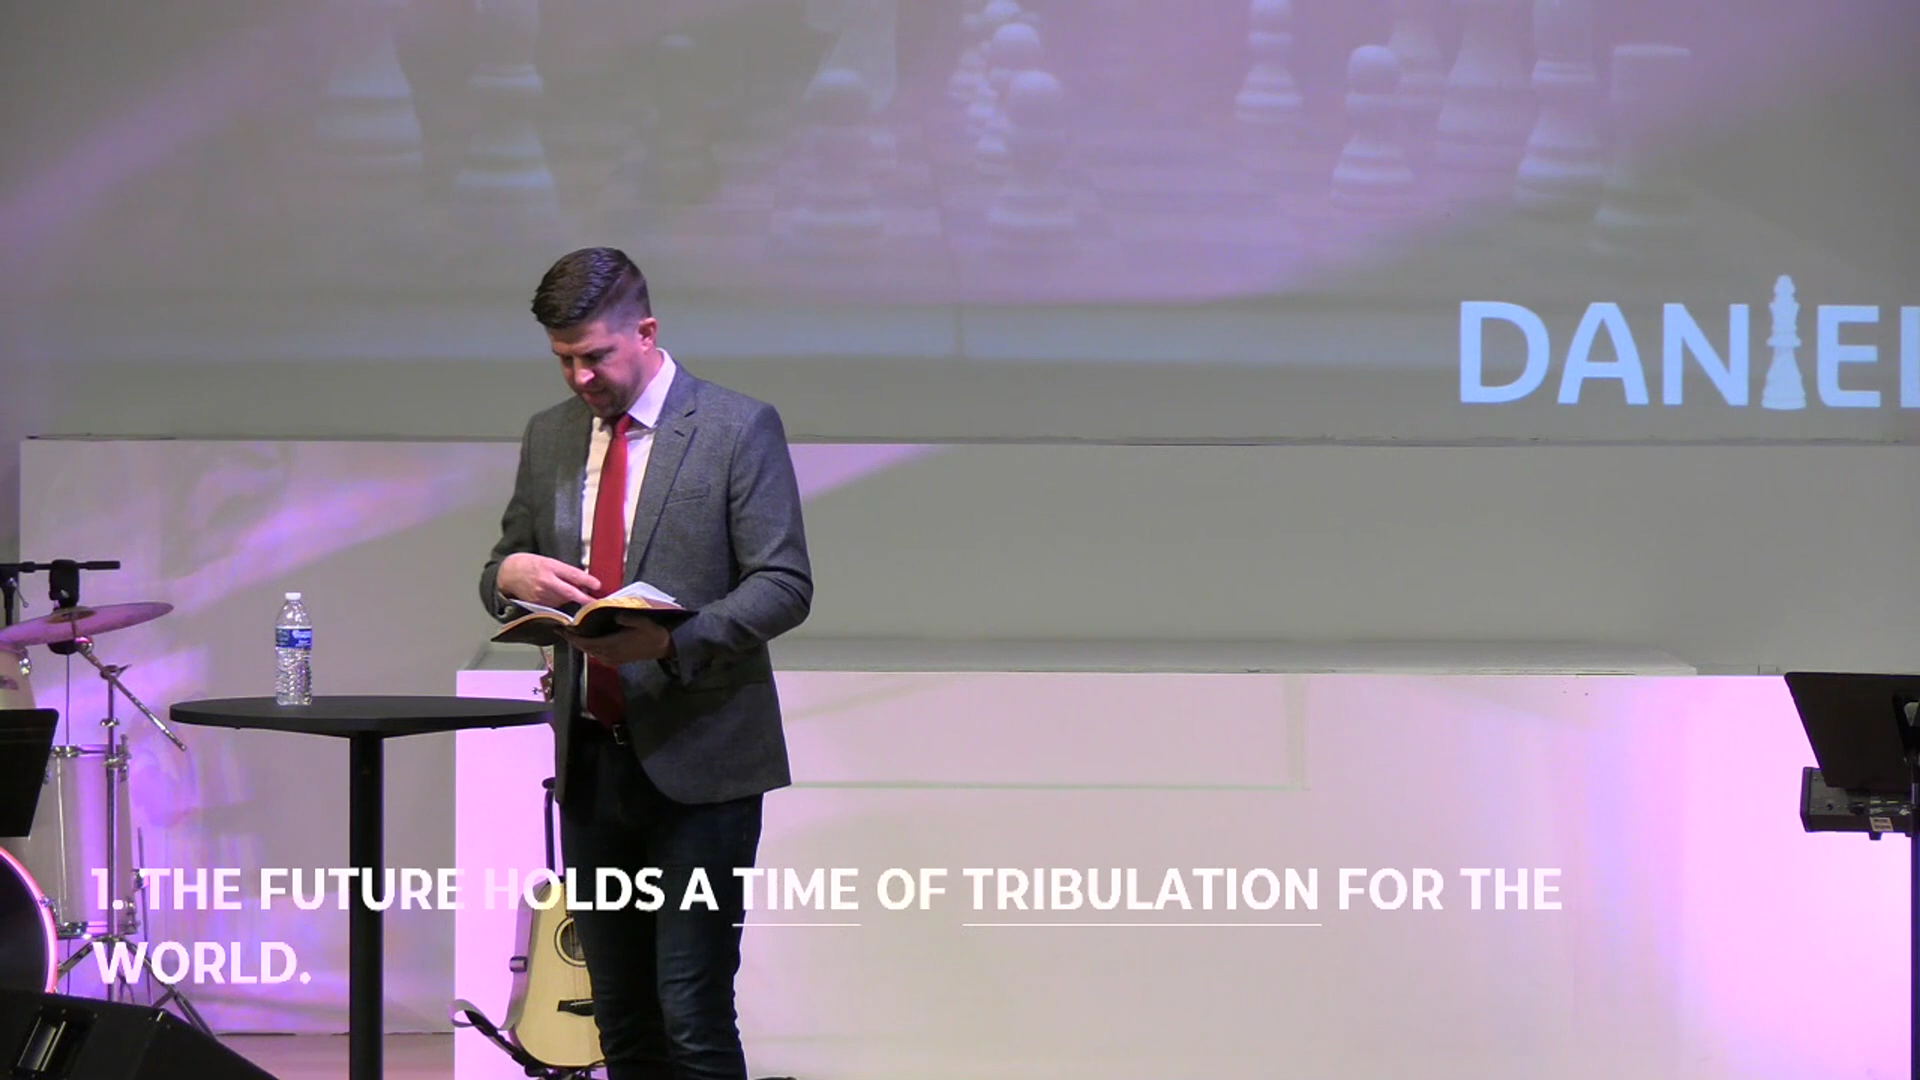 DANIEL
1. THE FUTURE HOLDS A TIME OF TRIBULATION FOR THE
WORLD.